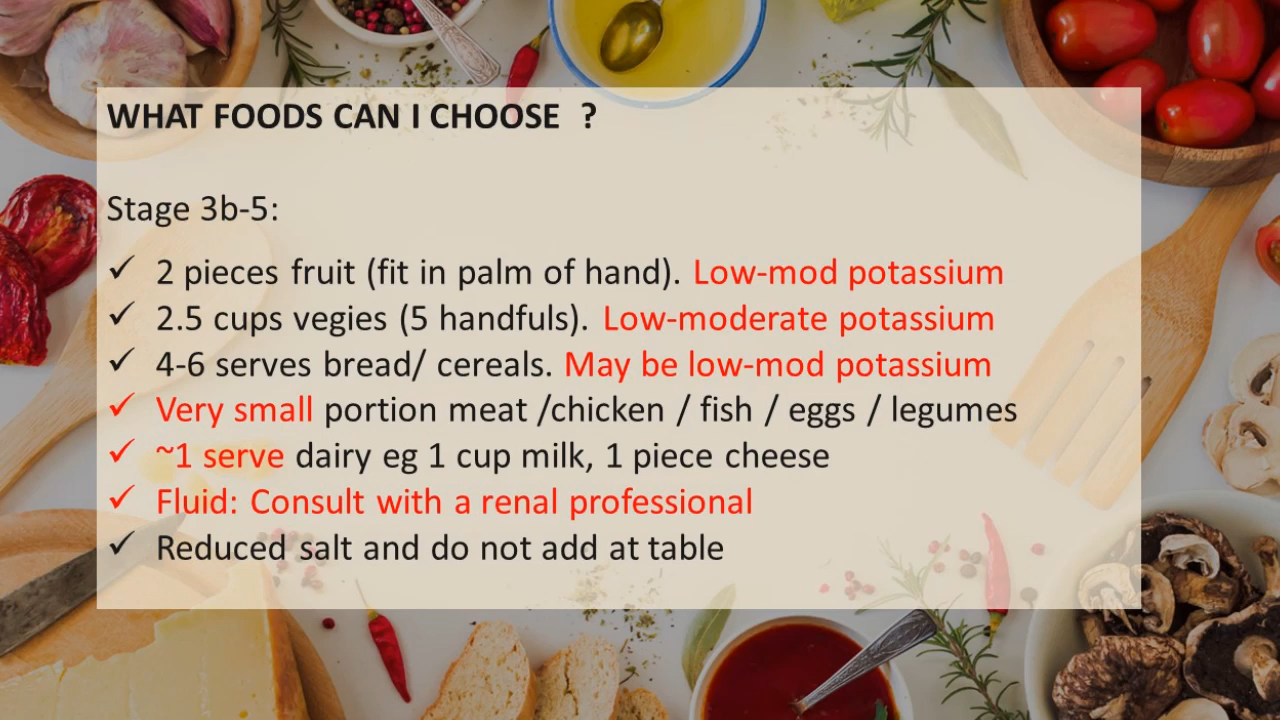 WHAT FOODS CAN I CHOOSE ?
Stage 3b-5:
✓ 2 pieces fruit (fit in palm of hand). Low-mod potassium
✓ 2.5 cups vegies (5 handfuls). Low-moderate potassium
✓ 4-6 serves bread/ cereals. May be low-mod potassium
✓ Very small portion meat /chicken / fish / eggs / legumes
✓ ~1 serve dairy eg 1 cup milk, 1 piece cheese
✓ Fluid: Consult with a renal professional
✓ Reduced salt and do not add at table